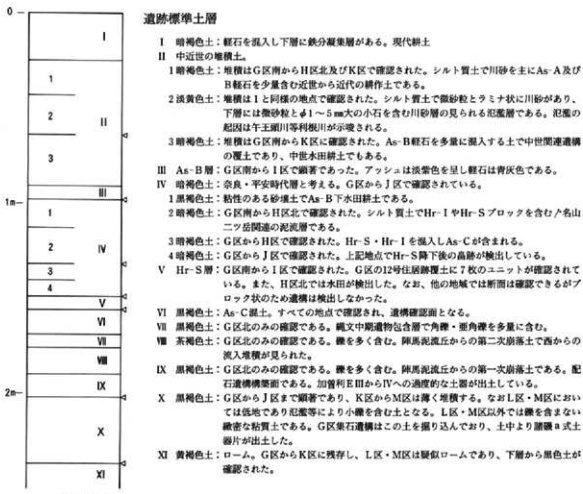 遺跡標準土層
0
1m
2m
I
1
2
3
II
III
1
2
3
4
IV
V
VI
VII
VIII
IX
X
XI
I 暗褐色土：軽石を混入し下層に鉄分凝集層がある。現代耕土
II 中近世の堆積土。
1暗褐色土：堆積はG区南からH区北及びK区で確認された。シルト質土で川砂を主にAs-A及び
B軽石を少量含む近世から近代の耕作土である。
2淡黄色土：堆積は1と同様の地点で確認された。シルト質土で微砂粒とラミナ状に川砂があり、
下層には微砂粒とφ1～5㎜大の小石を含む川砂層の見られる氾濫層である。氾濫の
起因は午王頭川等利根川が示唆される。
3暗褐色土：堆積はG区南からK区に確認された。As-B軽石を多量に混入する土で中世関連遺構
の覆土であり、中世水田耕土でもある。
III As-B層：G区南からI区で顕著であった。アッシュは淡紫色を呈し軽石は青灰色である。
IV 暗褐色土：奈良・平安時代層と考える。G区からJ区で確認されている。
1黒褐色土：粘性のある砂壌土でAs-B下水田耕土である。
2暗褐色土：G区南からH区北で確認された。シルト質土でHr-IやHr-Sブロックを含む榛名山
二ツ岳関連の泥流層である。
3暗褐色土：G区からH区で確認された。Hr-S・Hr-Iを混入しAs-Cが含まれる。
4暗褐色土：G区からJ区で確認された。上記地点でHr-S降下後の畠跡が検出している。
V Hr-S層：G区南からI区で確認された。G区の12号住居跡覆土に7枚のユニットが確認されて
いる。また、H区北では水田が検出した。なお、他の地域では断面は確認できるがブ
ロック状のため遺構は検出しなかった。
VI 黒褐色土：As-C混土。すべての地点で確認され、遺構確認面となる。
VII 黒褐色土：G区北のみの確認である。縄文中期遺物包含層で角礫・亜角礫を多量に含む。
VIII 茶褐色土：G区北のみの確認である。礫を多く含む。陣馬泥流丘からの第二次崩落土で西からの
流入堆積が見られた。
IX 黒褐色土：G区北のみの確認である。礫を多く含む。陣馬泥流丘からの第一次崩落土である。配
石遺構構築面である。加曽利EIIIからIVへの過度的な土器が出土している。
X 黒褐色土：G区からJ区まで顕著であり、K区からM区は薄く堆積する。なおL区・M区におい
ては低地であり氾濫等により小礫を含む土となる。L区・M区以外では礫を含まない
緻密な粘質土である。G区集石遺構はこの土を掘り込んでおり、土中より諸磯a式土
器片が出土した。
XI 黄褐色土：ローム。G区からK区に残存し、L区・M区は疑似ロームであり、下層から黒色土が
確認された。